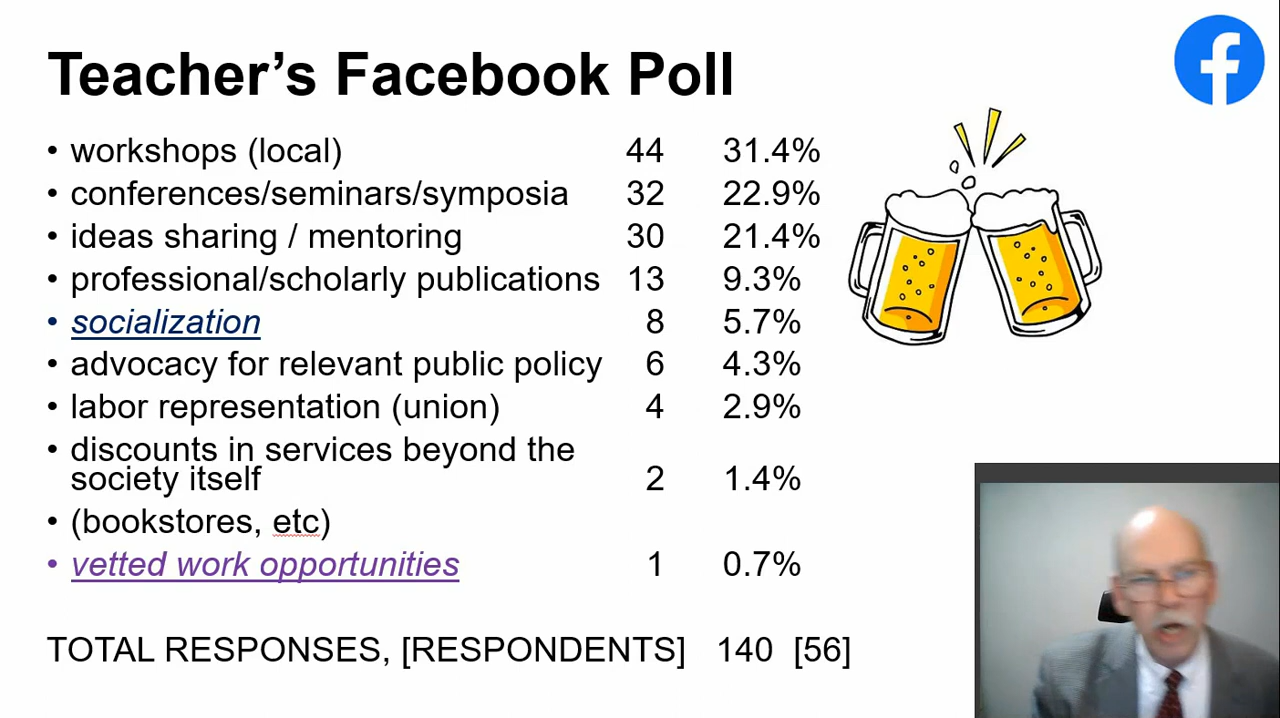 Teacher’s Facebook Poll
• workshops (local) 44 31.4%
• conferences/seminars/symposia 32 22.9%
• ideas sharing / mentoring 30 21.4%
• professional/scholarly publications 13 9.3%
• socialization 8 5.7%
• advocacy for relevant public policy 6 4.3%
• labor representation (union) 4 2.9%
• discounts in services beyond the
society itself 2 1.4%
• (bookstores, etc)
• vetted work opportunities 1 0.7%
TOTAL RESPONSES, [RESPONDENTS] 140 [56]